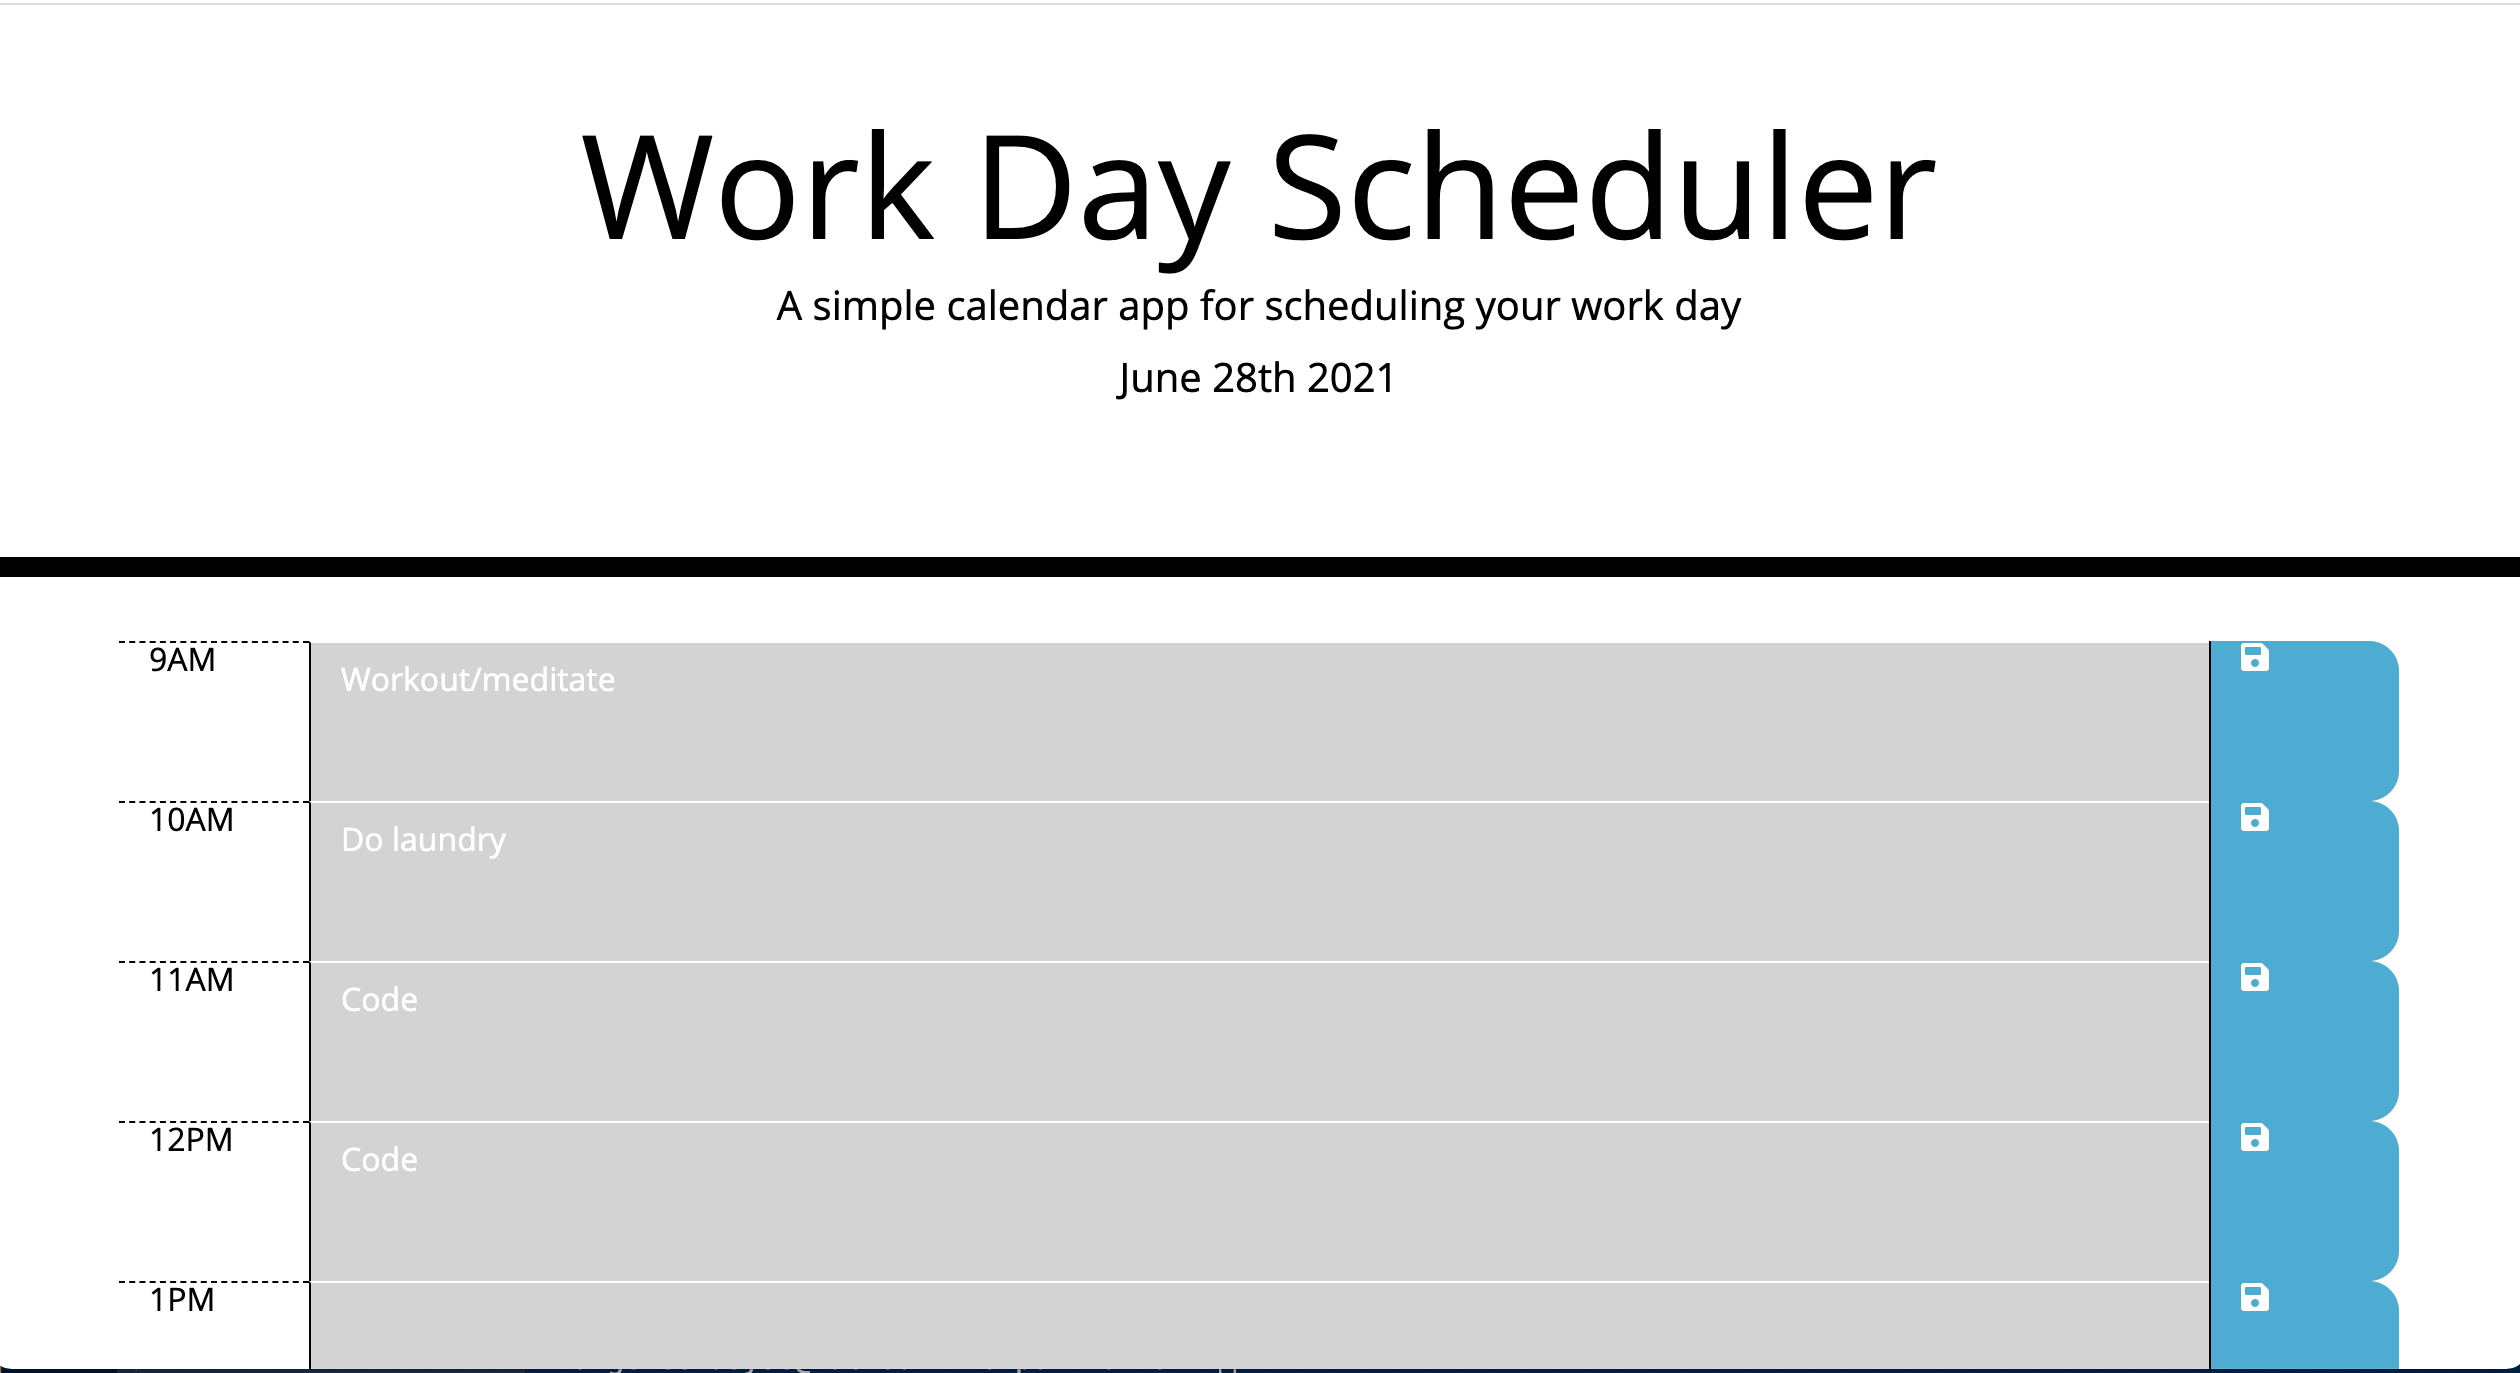 Work Day Scheduler
A simple calendar app for scheduling your work day
June 28th 2021
9AM
Workout/meditate
10AM
Do laundry
11AM
Code
12PM
Code
1PM